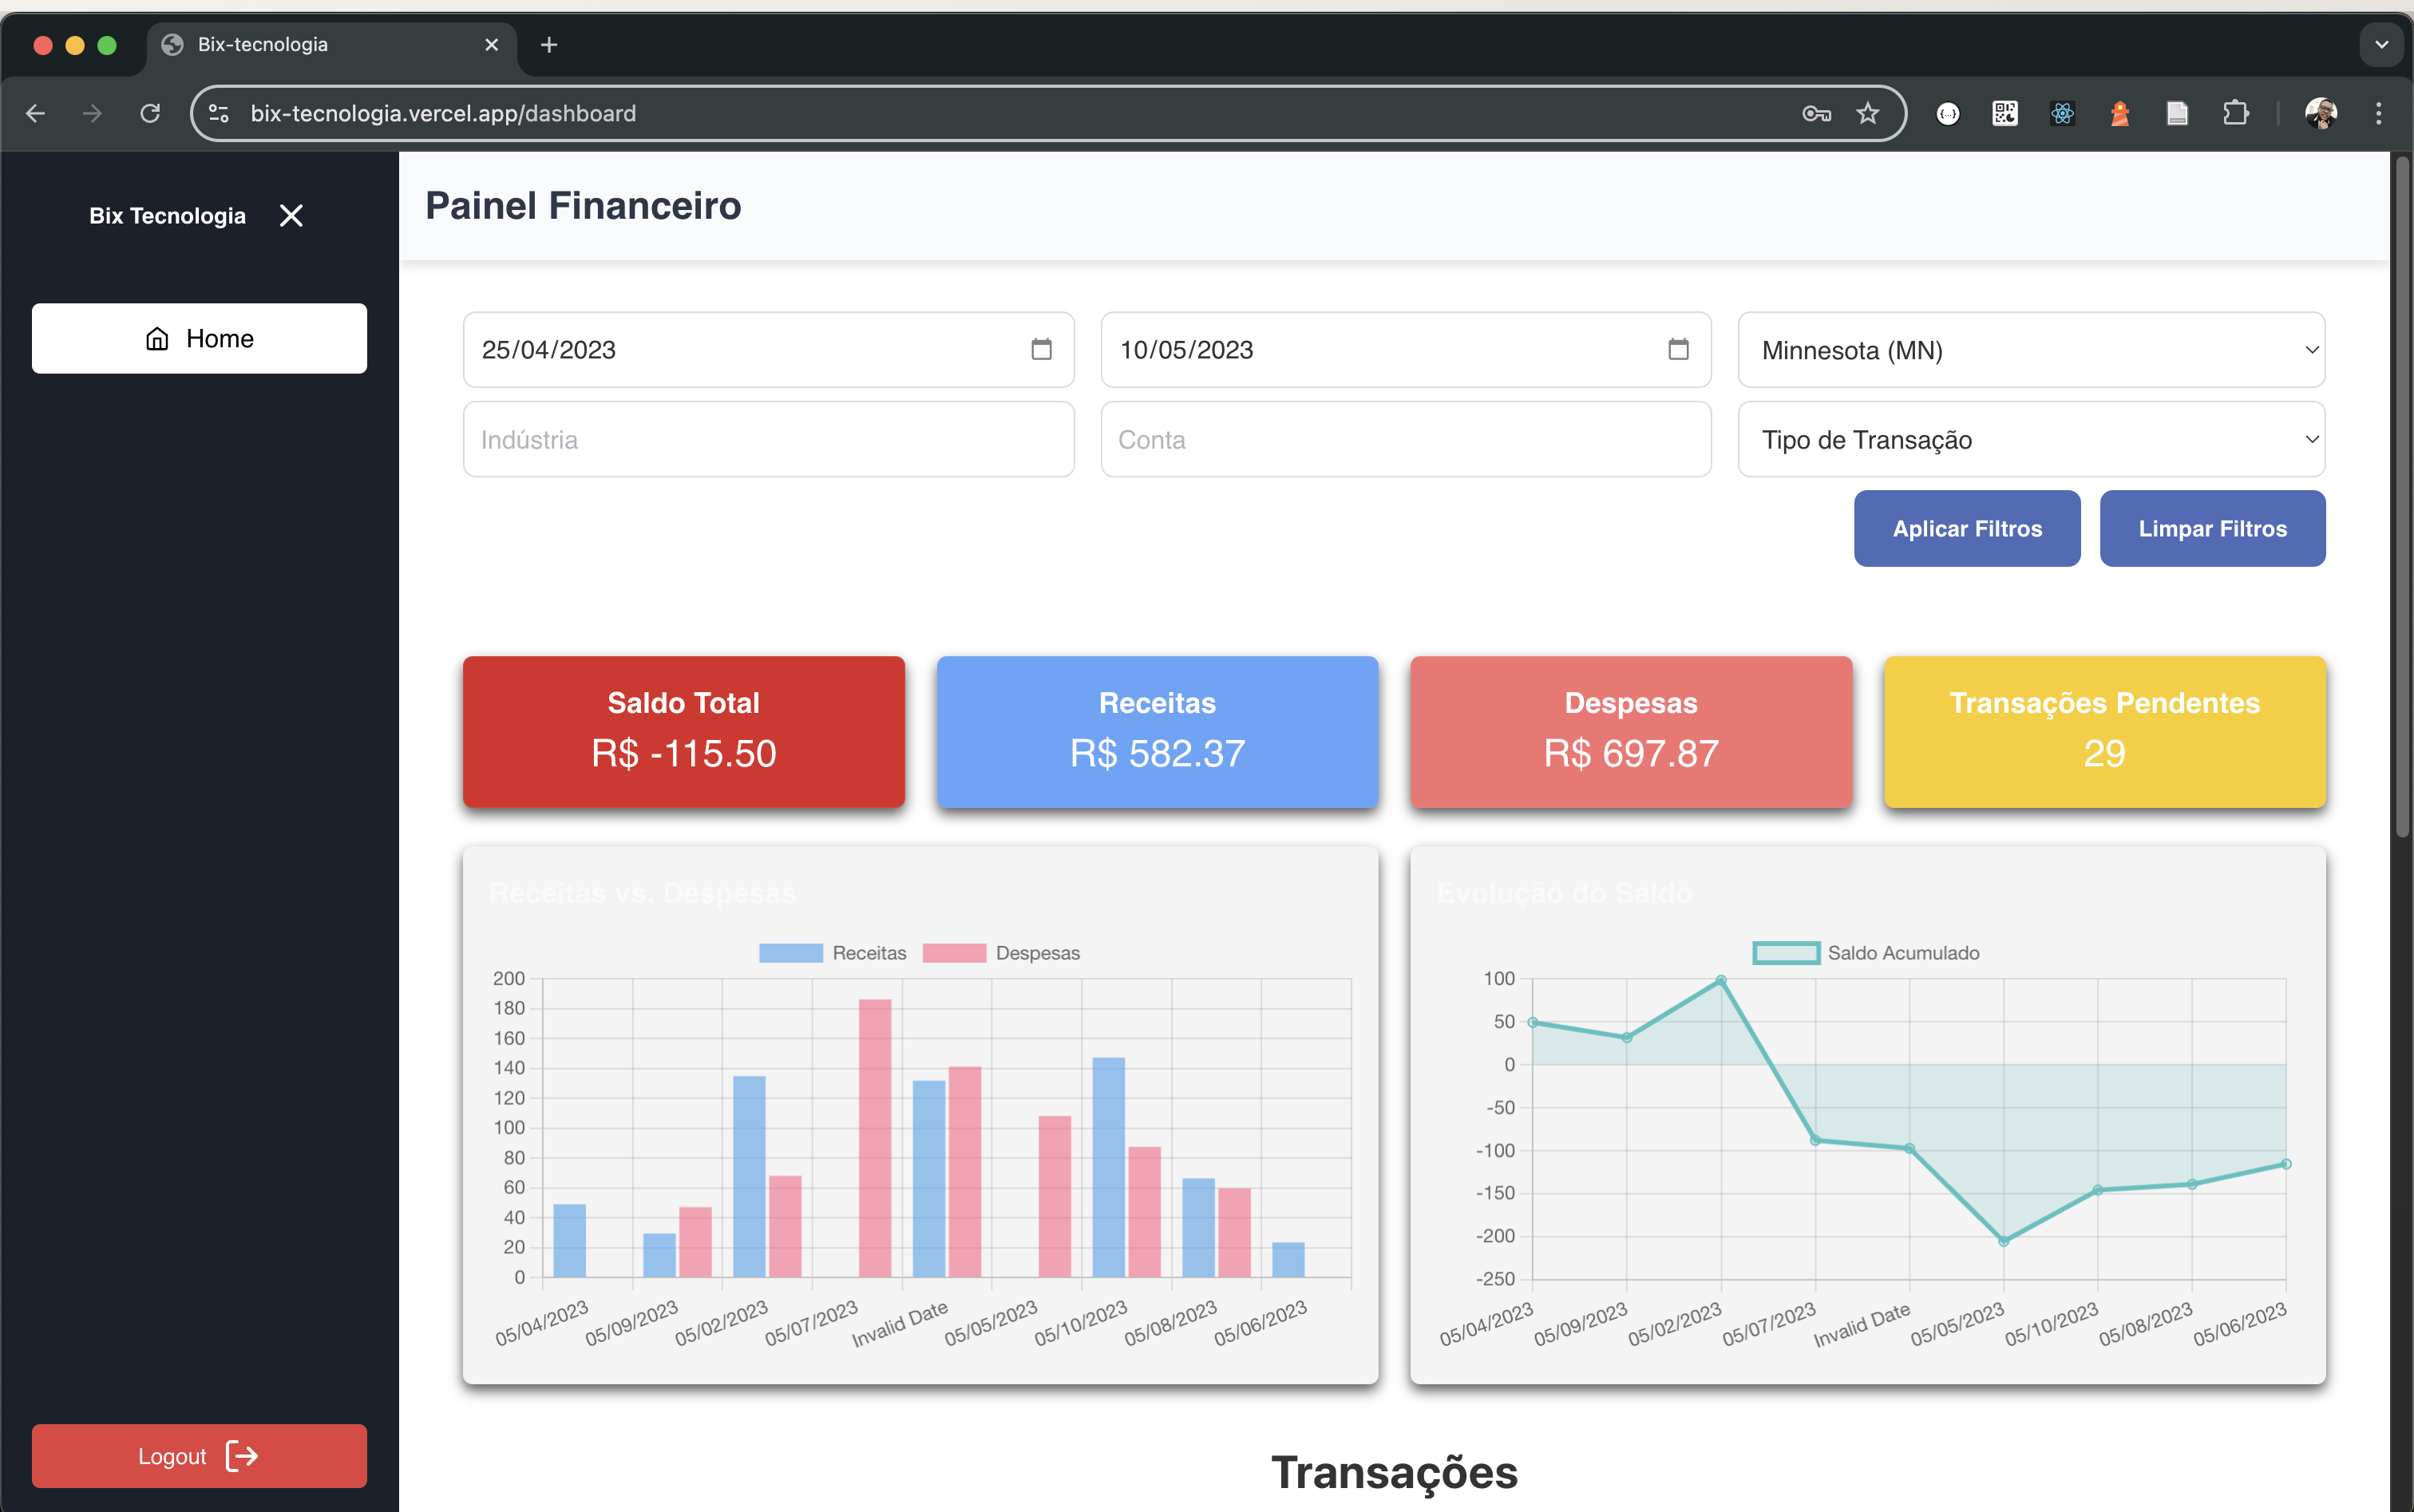 Bix-tecnologia
bix-tecnologia.vercel.app/dashboard
Bix Tecnologia
Home
Logout
Painel Financeiro
25/04/2023
10/05/2023
Minnesota (MN)
Indústria
Conta
Tipo de Transação
Aplicar Filtros
Limpar Filtros
Saldo Total
R$ -115.50
Receitas
R$ 582.37
Despesas
R$ 697.87
Transações Pendentes
29
Receitas vs. Despesas
Receitas
Despesas
200
180
160
140
120
100
80
60
40
20
0
05/04/2023
05/09/2023
05/02/2023
05/07/2023
Invalid Date
05/05/2023
05/10/2023
05/08/2023
05/06/2023
Evolução do Saldo
Saldo Acumulado
100
50
0
-50
-100
-150
-200
-250
05/04/2023
05/09/2023
05/02/2023
05/07/2023
Invalid Date
05/05/2023
05/10/2023
05/08/2023
05/06/2023
Transações